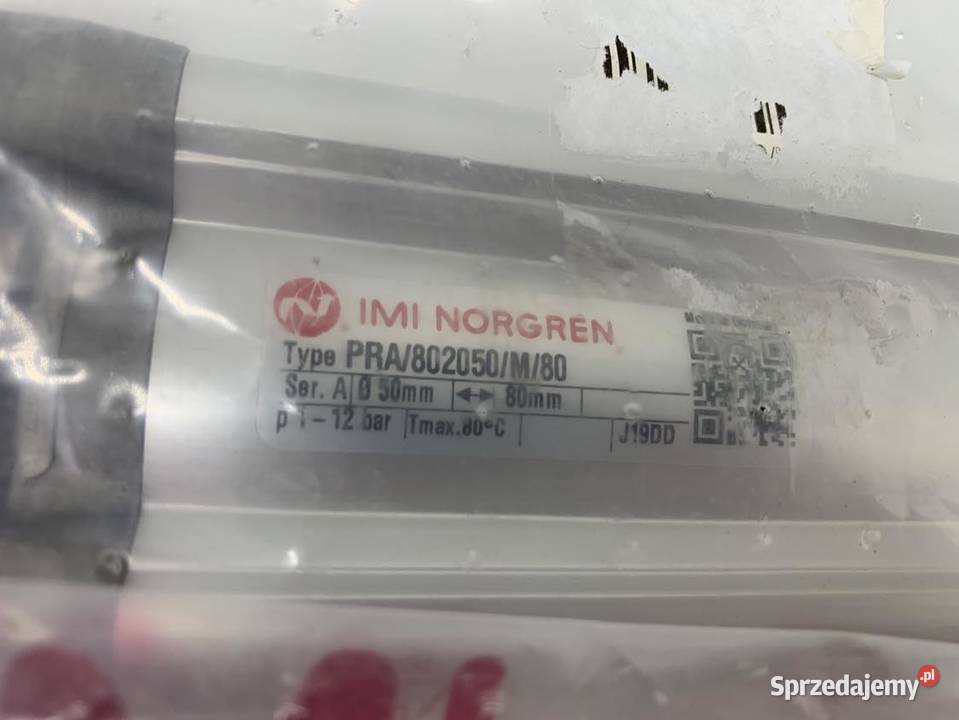 IMI NORGREN
Type PRA/802050/M/80
Ser. A Ø 50mm ↔ 80mm
p 1 - 12 bar Tmax.80°C J19DD
Sprzedajemy.pl